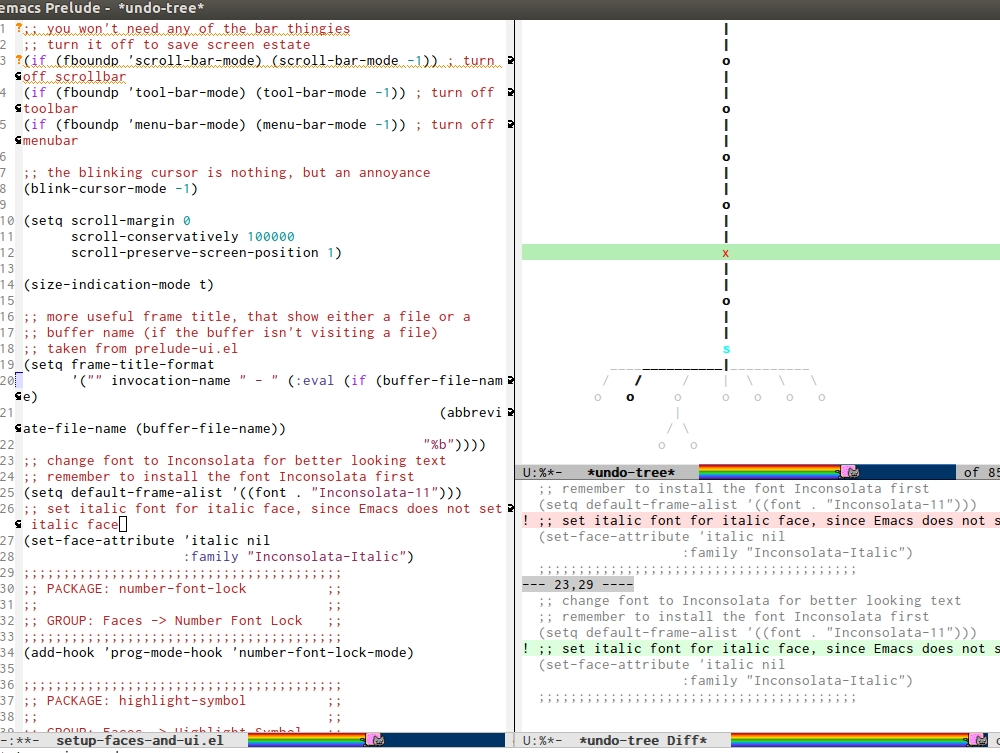 emacs Prelude - *undo-tree*
1 ;; you won't need any of the bar thingies
2 ;; turn it off to save screen estate
3 (if (fboundp 'scroll-bar-mode) (scroll-bar-mode -1)) ; turn
off scrollbar
4 (if (fboundp 'tool-bar-mode) (tool-bar-mode -1)) ; turn off
toolbar
5 (if (fboundp 'menu-bar-mode) (menu-bar-mode -1)) ; turn off
menubar
6
7 ;; the blinking cursor is nothing, but an annoyance
8 (blink-cursor-mode -1)
9
10 (setq scroll-margin 0
11 scroll-conservatively 100000
12 scroll-preserve-screen-position 1)
13
14 (size-indication-mode t)
15
16 ;; more useful frame title, that show either a file or a
17 ;; buffer name (if the buffer isn't visiting a file)
18 ;; taken from prelude-ui.el
19 (setq frame-title-format
20 '("" invocation-name " - " (:eval (if (buffer-file-nam
e)
21 (abbrevi
ate-file-name (buffer-file-name))
22 "%b"))))
23 ;; change font to Inconsolata for better looking text
24 ;; remember to install the font Inconsolata first
25 (setq default-frame-alist '((font . "Inconsolata-11")))
26 ;; set italic font for italic face, since Emacs does not set
italic face
27 (set-face-attribute 'italic nil
28 :family "Inconsolata-Italic")
29 ;;;;;;;;;;;;;;;;;;;;;;;;;;;;;;;;;;;;;;;;
30 ;; PACKAGE: number-font-lock ;;
31 ;; ;;
32 ;; GROUP: Faces -> Number Font Lock ;;
33 ;;;;;;;;;;;;;;;;;;;;;;;;;;;;;;;;;;;;;;;;
34 (add-hook 'prog-mode-hook 'number-font-lock-mode)
35
36 ;;;;;;;;;;;;;;;;;;;;;;;;;;;;;;;;;;;;;;;;
37 ;; PACKAGE: highlight-symbol ;;
38 ;; ;;
39 ;; GROUP: Faces -> Highlight Symbol ;;
-:**- setup-faces-and-ui.el
o
o
o
o
x
o
s
o o o o o o o
o o
U:%*- *undo-tree* of 85
;; remember to install the font Inconsolata first
(setq default-frame-alist '((font . "Inconsolata-11")))
! ;; set italic font for italic face, since Emacs does not s
(set-face-attribute 'italic nil
:family "Inconsolata-Italic")
;;;;;;;;;;;;;;;;;;;;;;;;;;;;;;;;;;;;;;;;
--- 23,29 ----
;; change font to Inconsolata for better looking text
;; remember to install the font Inconsolata first
(setq default-frame-alist '((font . "Inconsolata-11")))
! ;; set italic font for italic face, since Emacs does not s
(set-face-attribute 'italic nil
:family "Inconsolata-Italic")
;;;;;;;;;;;;;;;;;;;;;;;;;;;;;;;;;;;;;;;;
U:%*- *undo-tree Diff*